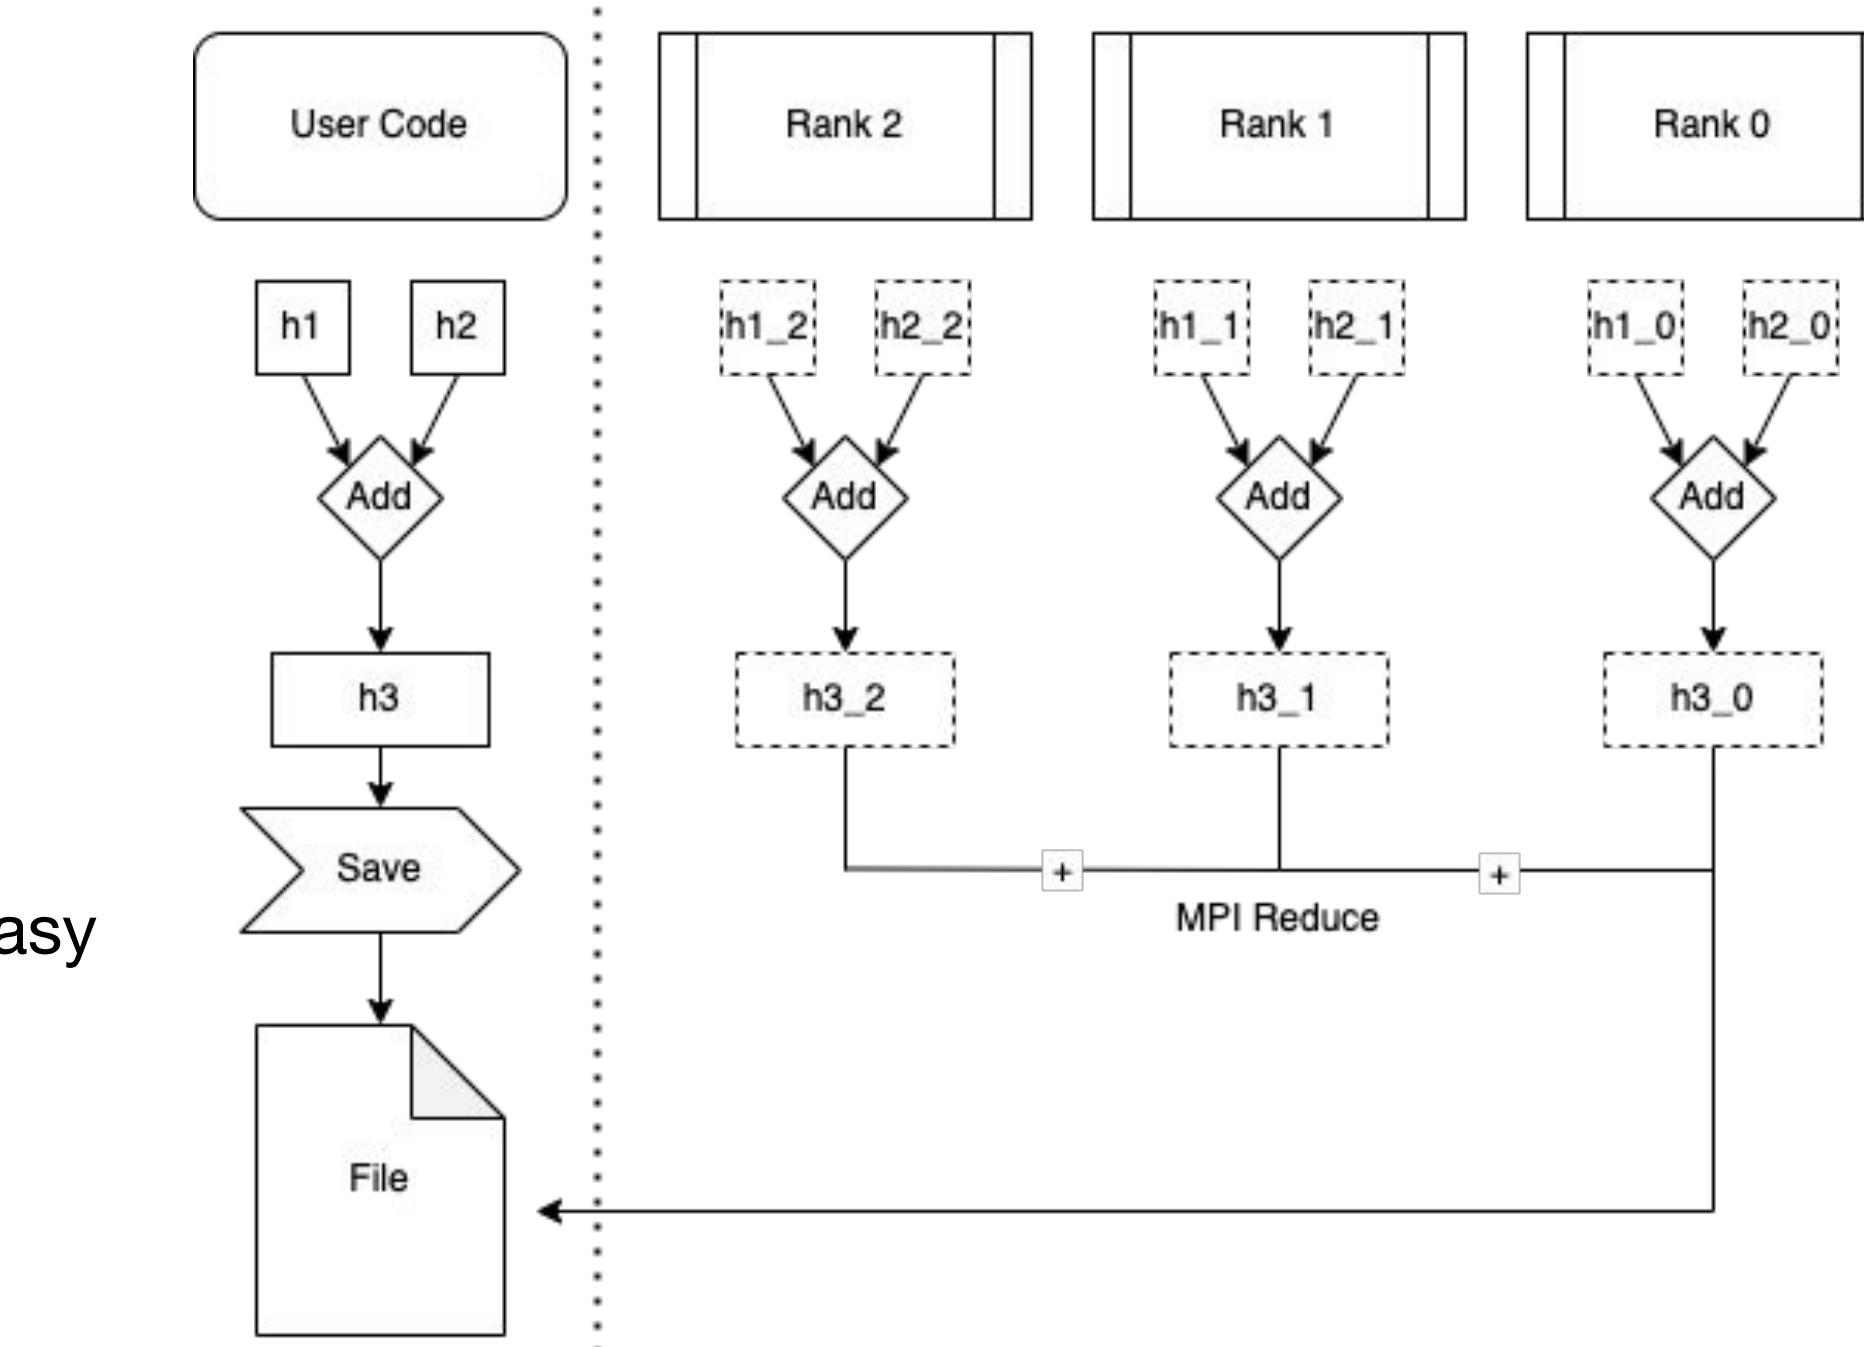 User Code
Rank 2
Rank 1
Rank 0
h1
h2
h1_2
h2_2
h1_1
h2_1
h1_0
h2_0
Add
Add
Add
Add
h3
h3_2
h3_1
h3_0
Save
+
+
MPI Reduce
asy
File